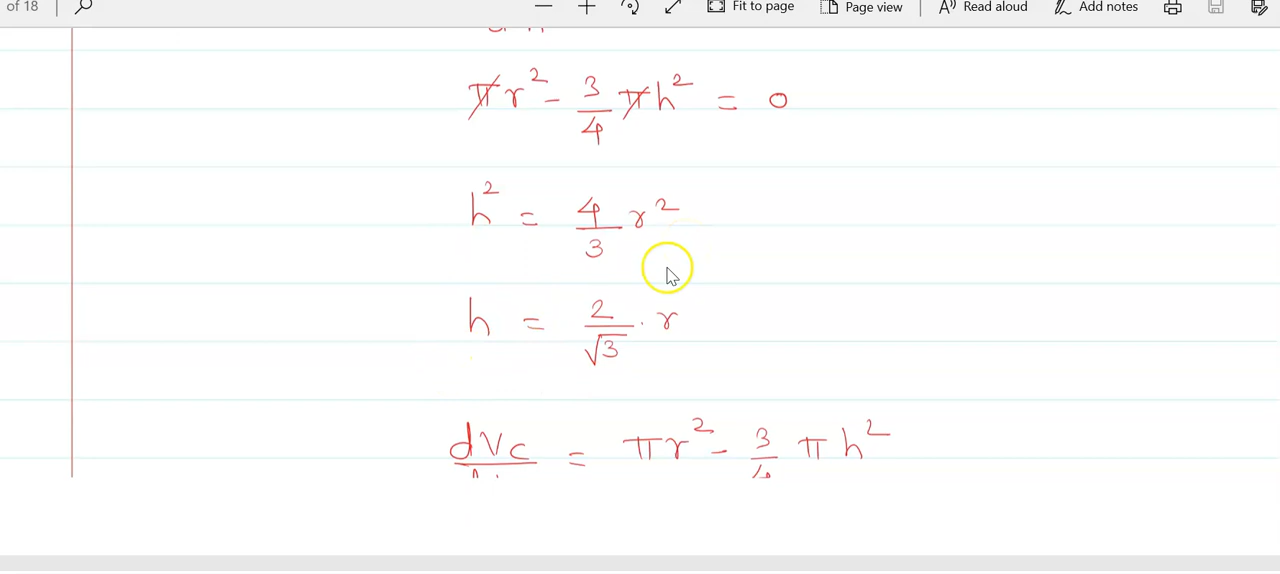 of 18 Fit to page Page view Read aloud Add notes
πr² - 3/4 πh² = 0
h² = 4/3 r²
h = 2/√3 · r
dVc = πr² - 3/4 πh²